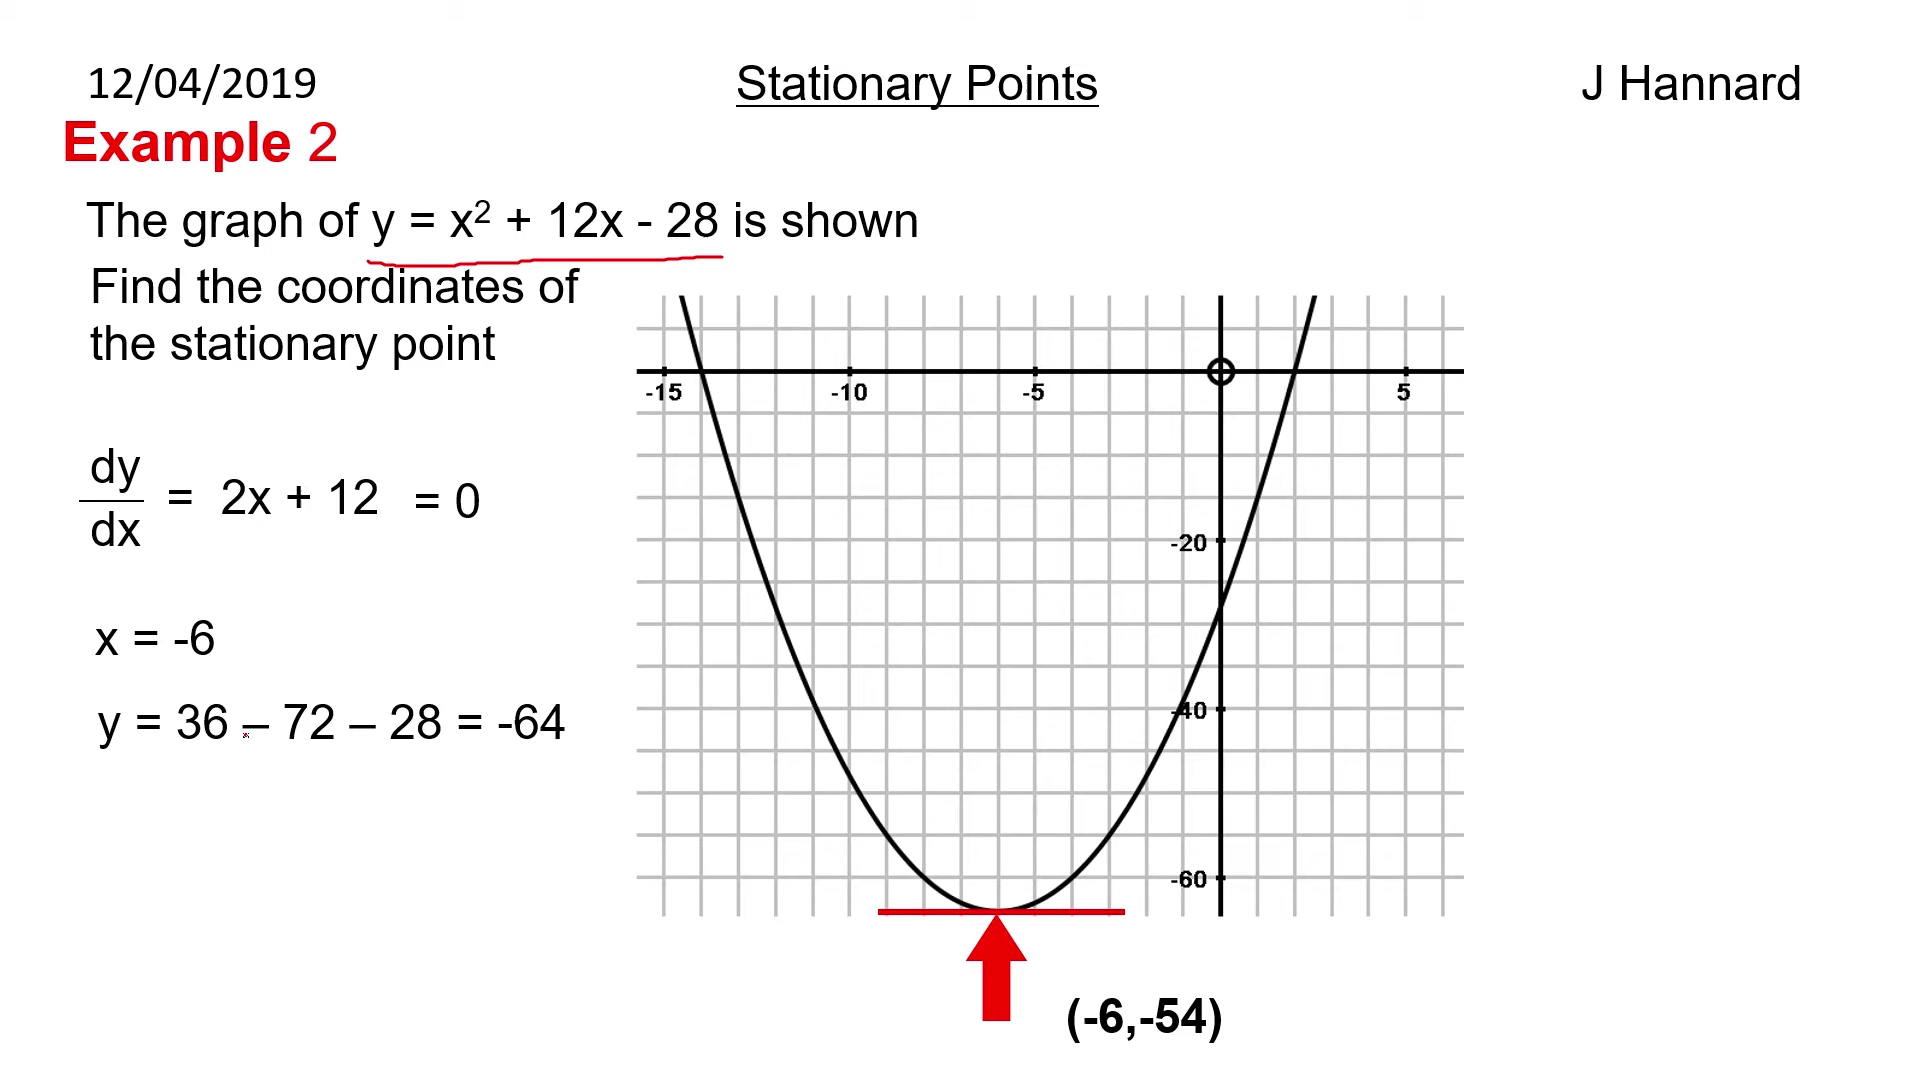 12/04/2019 Stationary Points J Hannard
Example 2
The graph of y = x² + 12x - 28 is shown
Find the coordinates of
the stationary point
dy
dx
= 2x + 12 = 0
x = -6
y = 36 – 72 – 28 = -64
-15 -10 -5 5
-20
-40
-60
(-6,-54)